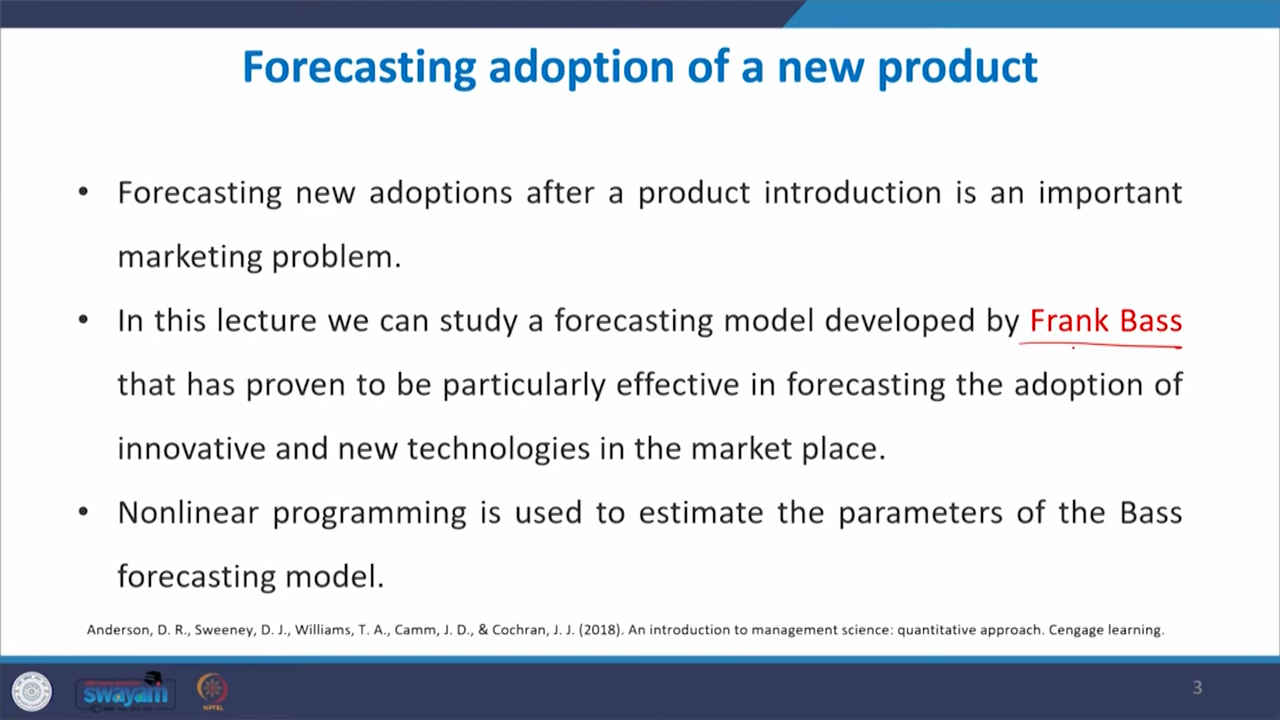 Forecasting adoption of a new product
• Forecasting new adoptions after a product introduction is an important
marketing problem.
• In this lecture we can study a forecasting model developed by Frank Bass
that has proven to be particularly effective in forecasting the adoption of
innovative and new technologies in the market place.
• Nonlinear programming is used to estimate the parameters of the Bass
forecasting model.
Anderson, D. R., Sweeney, D. J., Williams, T. A., Camm, J. D., & Cochran, J. J. (2018). An introduction to management science: quantitative approach. Cengage learning.
swayam
NPTEL
3